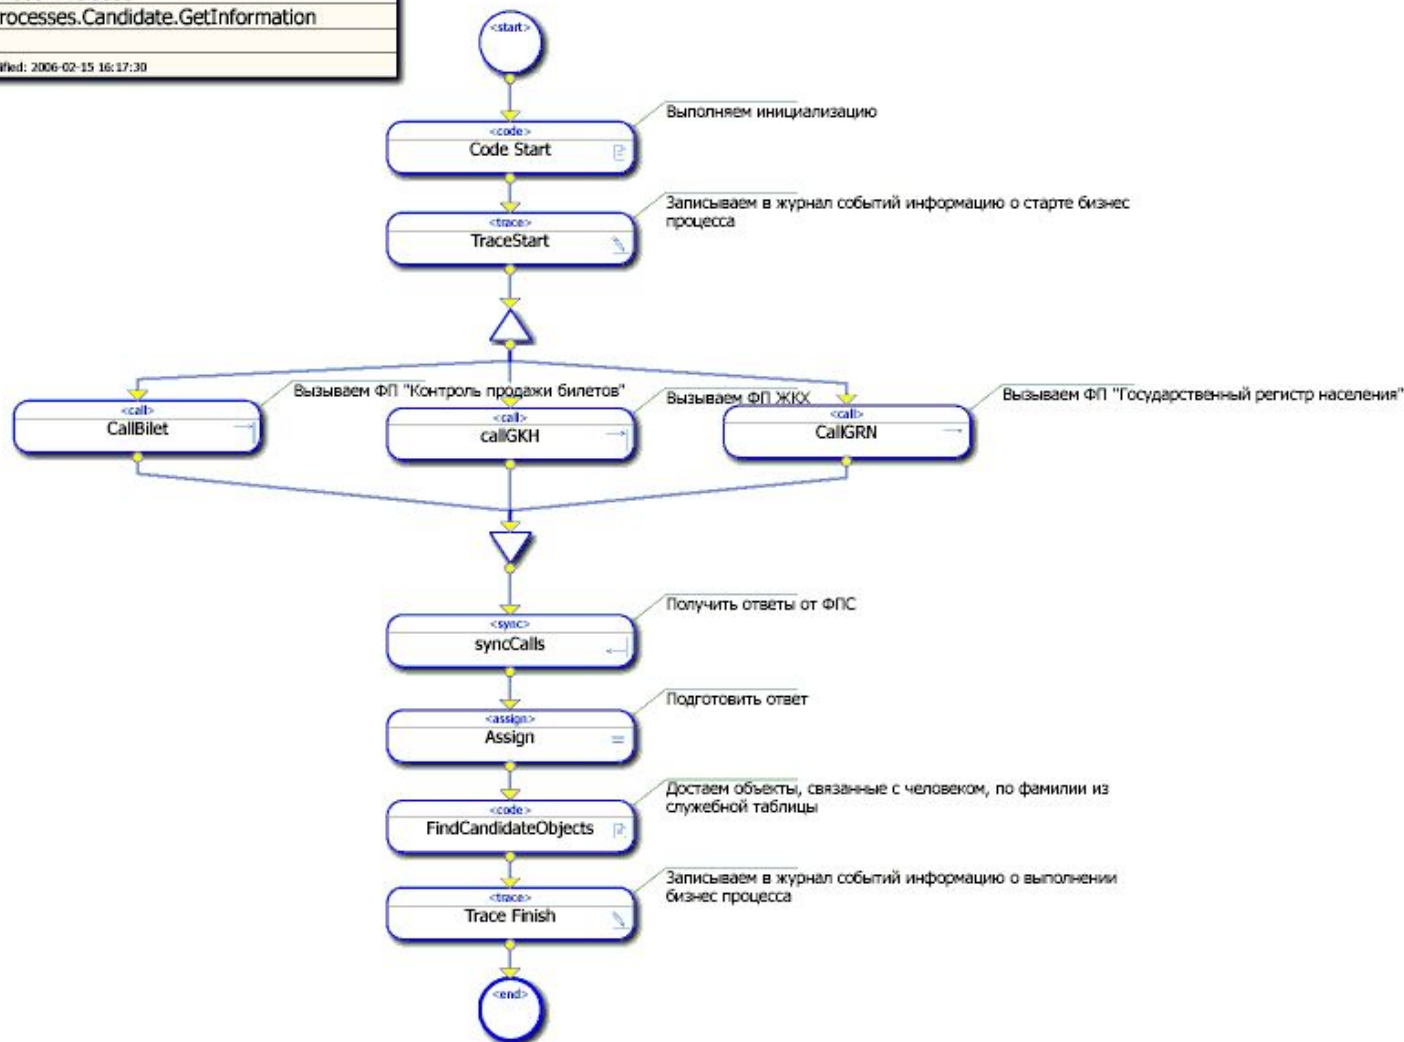 rocesses.Candidate.GetInformation
ified: 2006-02-15 16:17:30
<start>
Выполняем инициализацию
<code>
Code Start
Записываем в журнал событий информацию о старте бизнес
процесса
<trace>
TraceStart
Вызываем ФП "Контроль продажи билетов"
Вызываем ФП ЖКХ
Вызываем ФП "Государственный регистр населения"
<call>
CallBilet
<call>
callGKH
<call>
CallGRN
Получить ответы от ФПС
<sync>
syncCalls
Подготовить ответ
<assign>
Assign
Достаем объекты, связанные с человеком, по фамилии из
служебной таблицы
<code>
FindCandidateObjects
Записываем в журнал событий информацию о выполнении
бизнес процесса
<trace>
Trace Finish
<end>